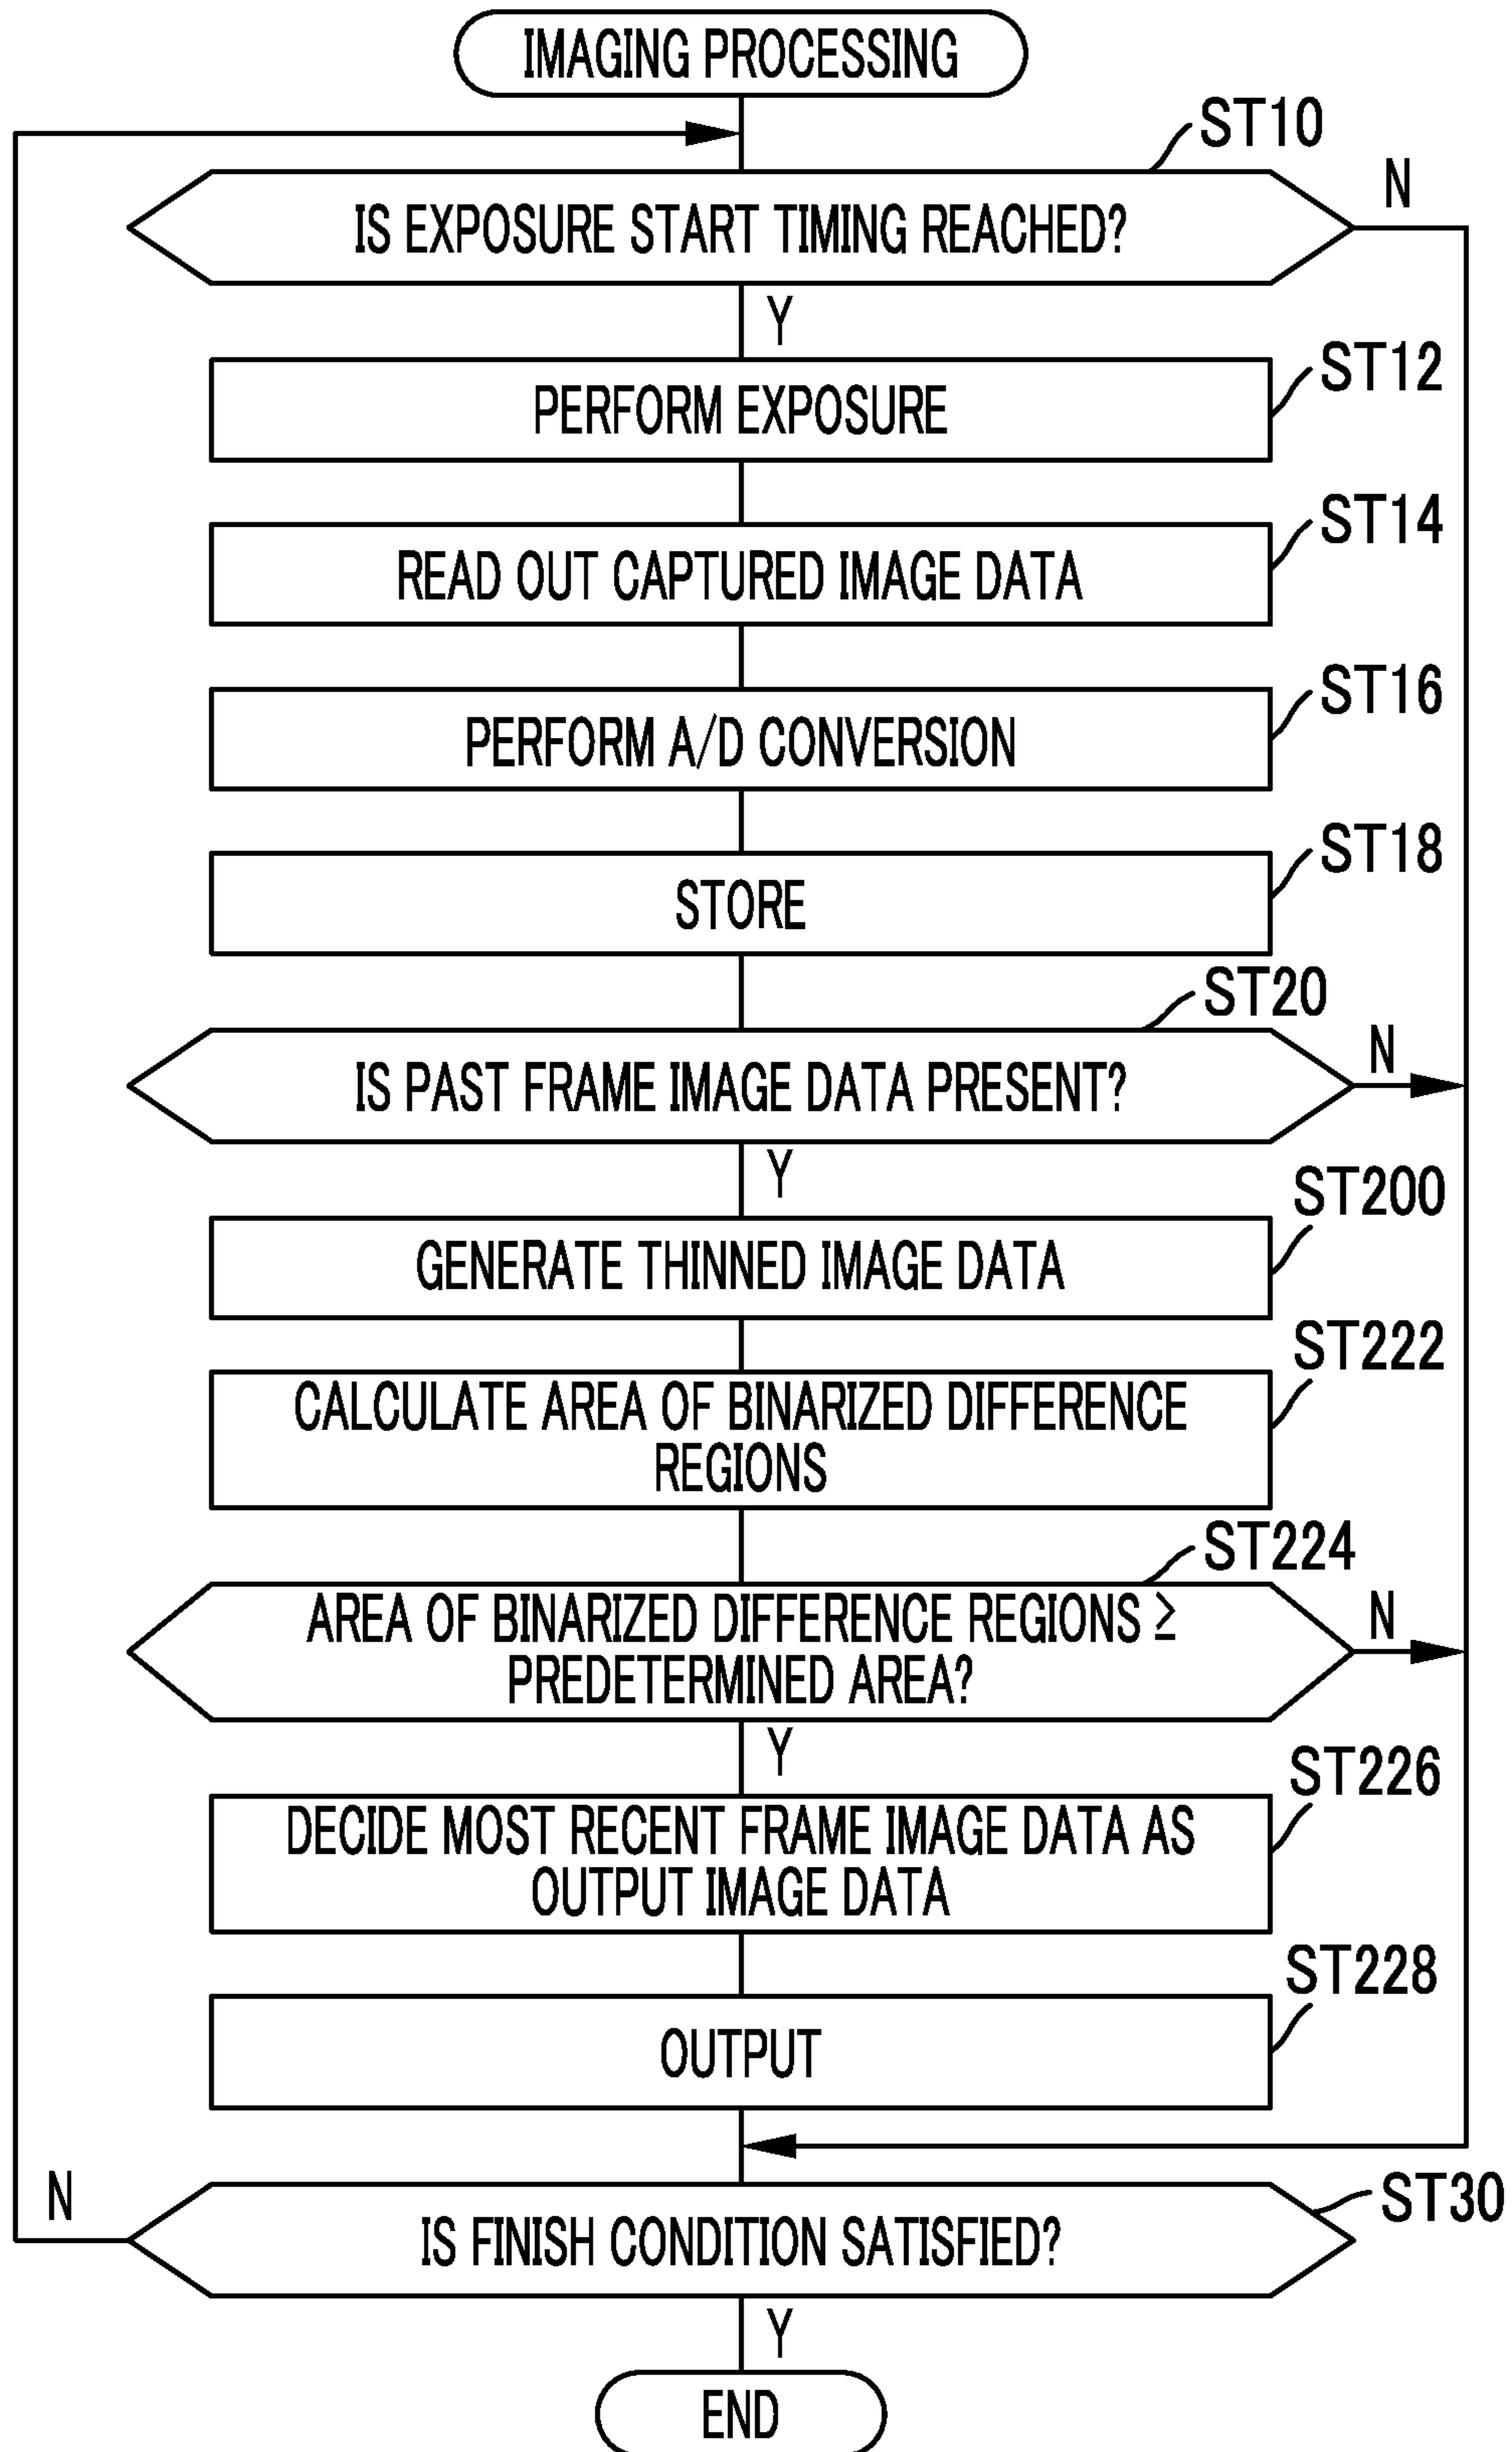 IMAGING PROCESSING
ST10
IS EXPOSURE START TIMING REACHED?
N
Y
ST12
PERFORM EXPOSURE
ST14
READ OUT CAPTURED IMAGE DATA
ST16
PERFORM A/D CONVERSION
ST18
STORE
ST20
IS PAST FRAME IMAGE DATA PRESENT?
N
Y
ST200
GENERATE THINNED IMAGE DATA
ST222
CALCULATE AREA OF BINARIZED DIFFERENCE
REGIONS
ST224
AREA OF BINARIZED DIFFERENCE REGIONS ≥
PREDETERMINED AREA?
N
Y
ST226
DECIDE MOST RECENT FRAME IMAGE DATA AS
OUTPUT IMAGE DATA
ST228
OUTPUT
N
ST30
IS FINISH CONDITION SATISFIED?
Y
END